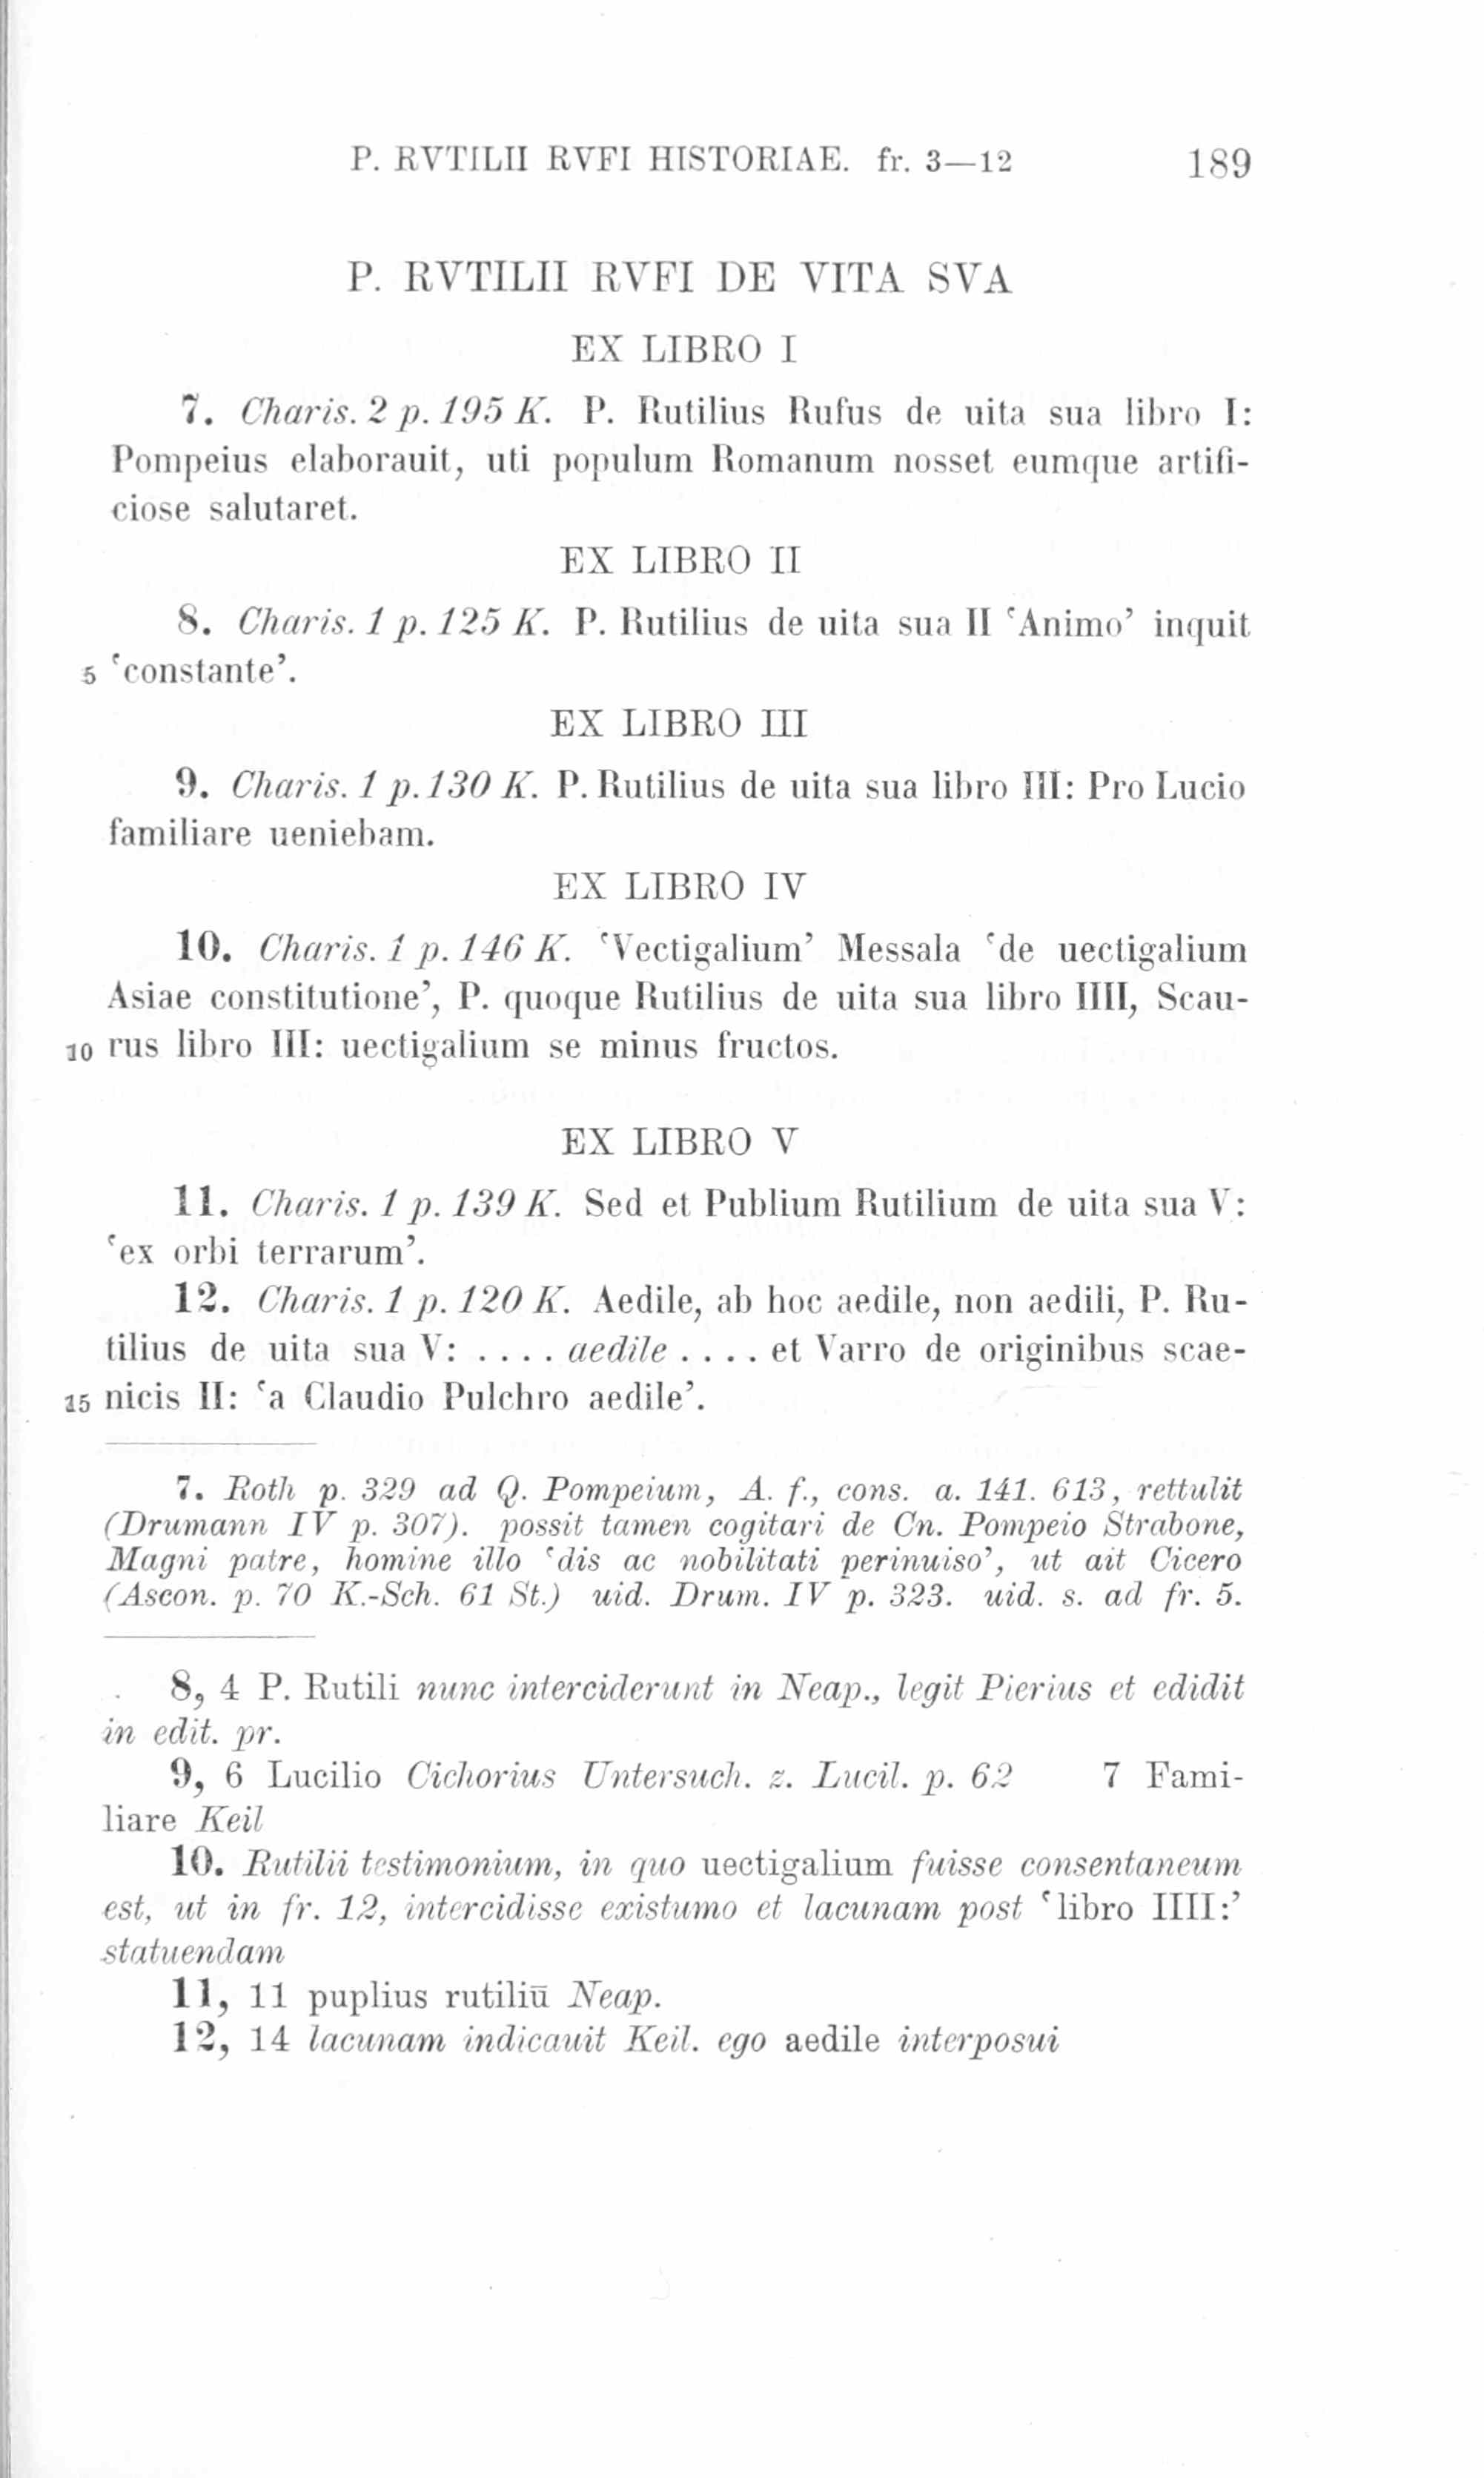 P. RVTILII RVFI HISTORIAE. fr. 3—12 189
P. RVTILII RVFI DE VITA SVA
EX LIBRO I
7. Charis. 2 p. 195 K. P. Rutilius Rufus de uita sua libro I:
Pompeius elaborauit, uti populum Romanum nosset eumque artifi-
ciose salutaret.
EX LIBRO II
8. Charis. 1 p. 125 K. P. Rutilius de uita sua II ‘Animo’ inquit
5 ‘constante’.
EX LIBRO III
9. Charis. 1 p. 130 K. P. Rutilius de uita sua libro III: Pro Lucio
familiare ueniebam.
EX LIBRO IV
10. Charis. 1 p. 146 K. ‘Vectigalium’ Messala ‘de uectigalium
Asiae constitutione’, P. quoque Rutilius de uita sua libro IIII, Scau-
10 rus libro III: uectigalium se minus fructos.
EX LIBRO V
11. Charis. 1 p. 139 K. Sed et Publium Rutilium de uita sua V:
‘ex orbi terrarum’.
12. Charis. 1 p. 120 K. Aedile, ab hoc aedile, non aedili, P. Ru-
tilius de uita sua V: . . . . aedile . . . . et Varro de originibus scae-
15 nicis II: ‘a Claudio Pulchro aedile’.
7. Roth p. 329 ad Q. Pompeium, A. f., cons. a. 141. 613, rettulit
(Drumann IV p. 307). possit tamen cogitari de Cn. Pompeio Strabone,
Magni patre, homine illo ‘dis ac nobilitati perinuiso’, ut ait Cicero
(Ascon. p. 70 K.-Sch. 61 St.) uid. Drum. IV p. 323. uid. s. ad fr. 5.
8, 4 P. Rutili nunc interciderunt in Neap., legit Pierius et edidit
in edit. pr.
9, 6 Lucilio Cichorius Untersuch. z. Lucil. p. 62 7 Fami-
liare Keil
10. Rutilii testimonium, in quo uectigalium fuisse consentaneum
est, ut in fr. 12, intercidisse existumo et lacunam post ‘libro IIII:’
statuendam
11, 11 puplius rutiliū Neap.
12, 14 lacunam indicauit Keil. ego aedile interposui